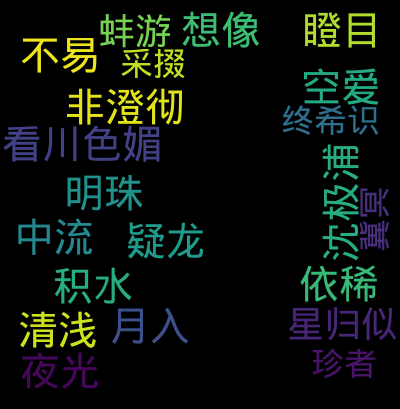 蚌游
想像
瞪目
不易
采掇
空爱
非澄彻
终希识
看川色媚
沈极浦
冀冥
明珠
中流
疑龙
积水
依稀
清浅
月入
星归似
夜光
珍者